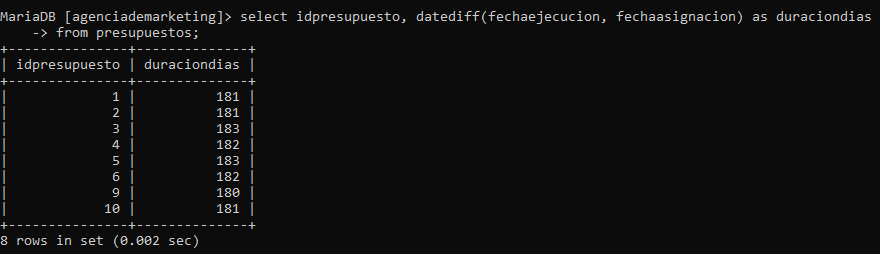 MariaDB [agenciademarketing]> select idpresupuesto, datediff(fechaejecucion, fechaasignacion) as duraciondias
    -> from presupuestos;
+---------------+--------------+
| idpresupuesto | duraciondias |
+---------------+--------------+
|             1 |          181 |
|             2 |          181 |
|             3 |          183 |
|             4 |          182 |
|             5 |          183 |
|             6 |          182 |
|             9 |          180 |
|            10 |          181 |
+---------------+--------------+
8 rows in set (0.002 sec)